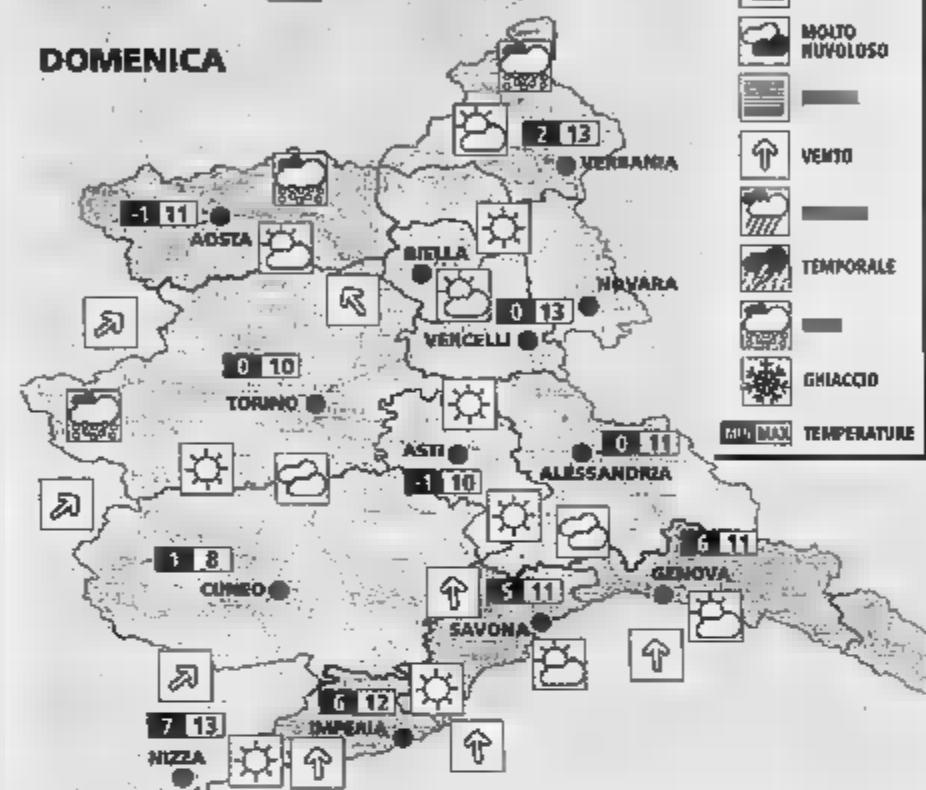 DOMENICA
MOLTO
NUVOLOSO
2 13
VERBANIA
VENTO
-1 11
AOSTA
BIELLA
TEMPORALE
NOVARA
0 13
VERCELLI
0 10
TORINO
GHIACCIO
MIN MAX TEMPERATURE
ASTI
0 11
ALESSANDRIA
-1 10
6 11
1 8
GENOVA
CUNEO
5 11
SAVONA
6 12
IMPERIA
7 13
NIZZA